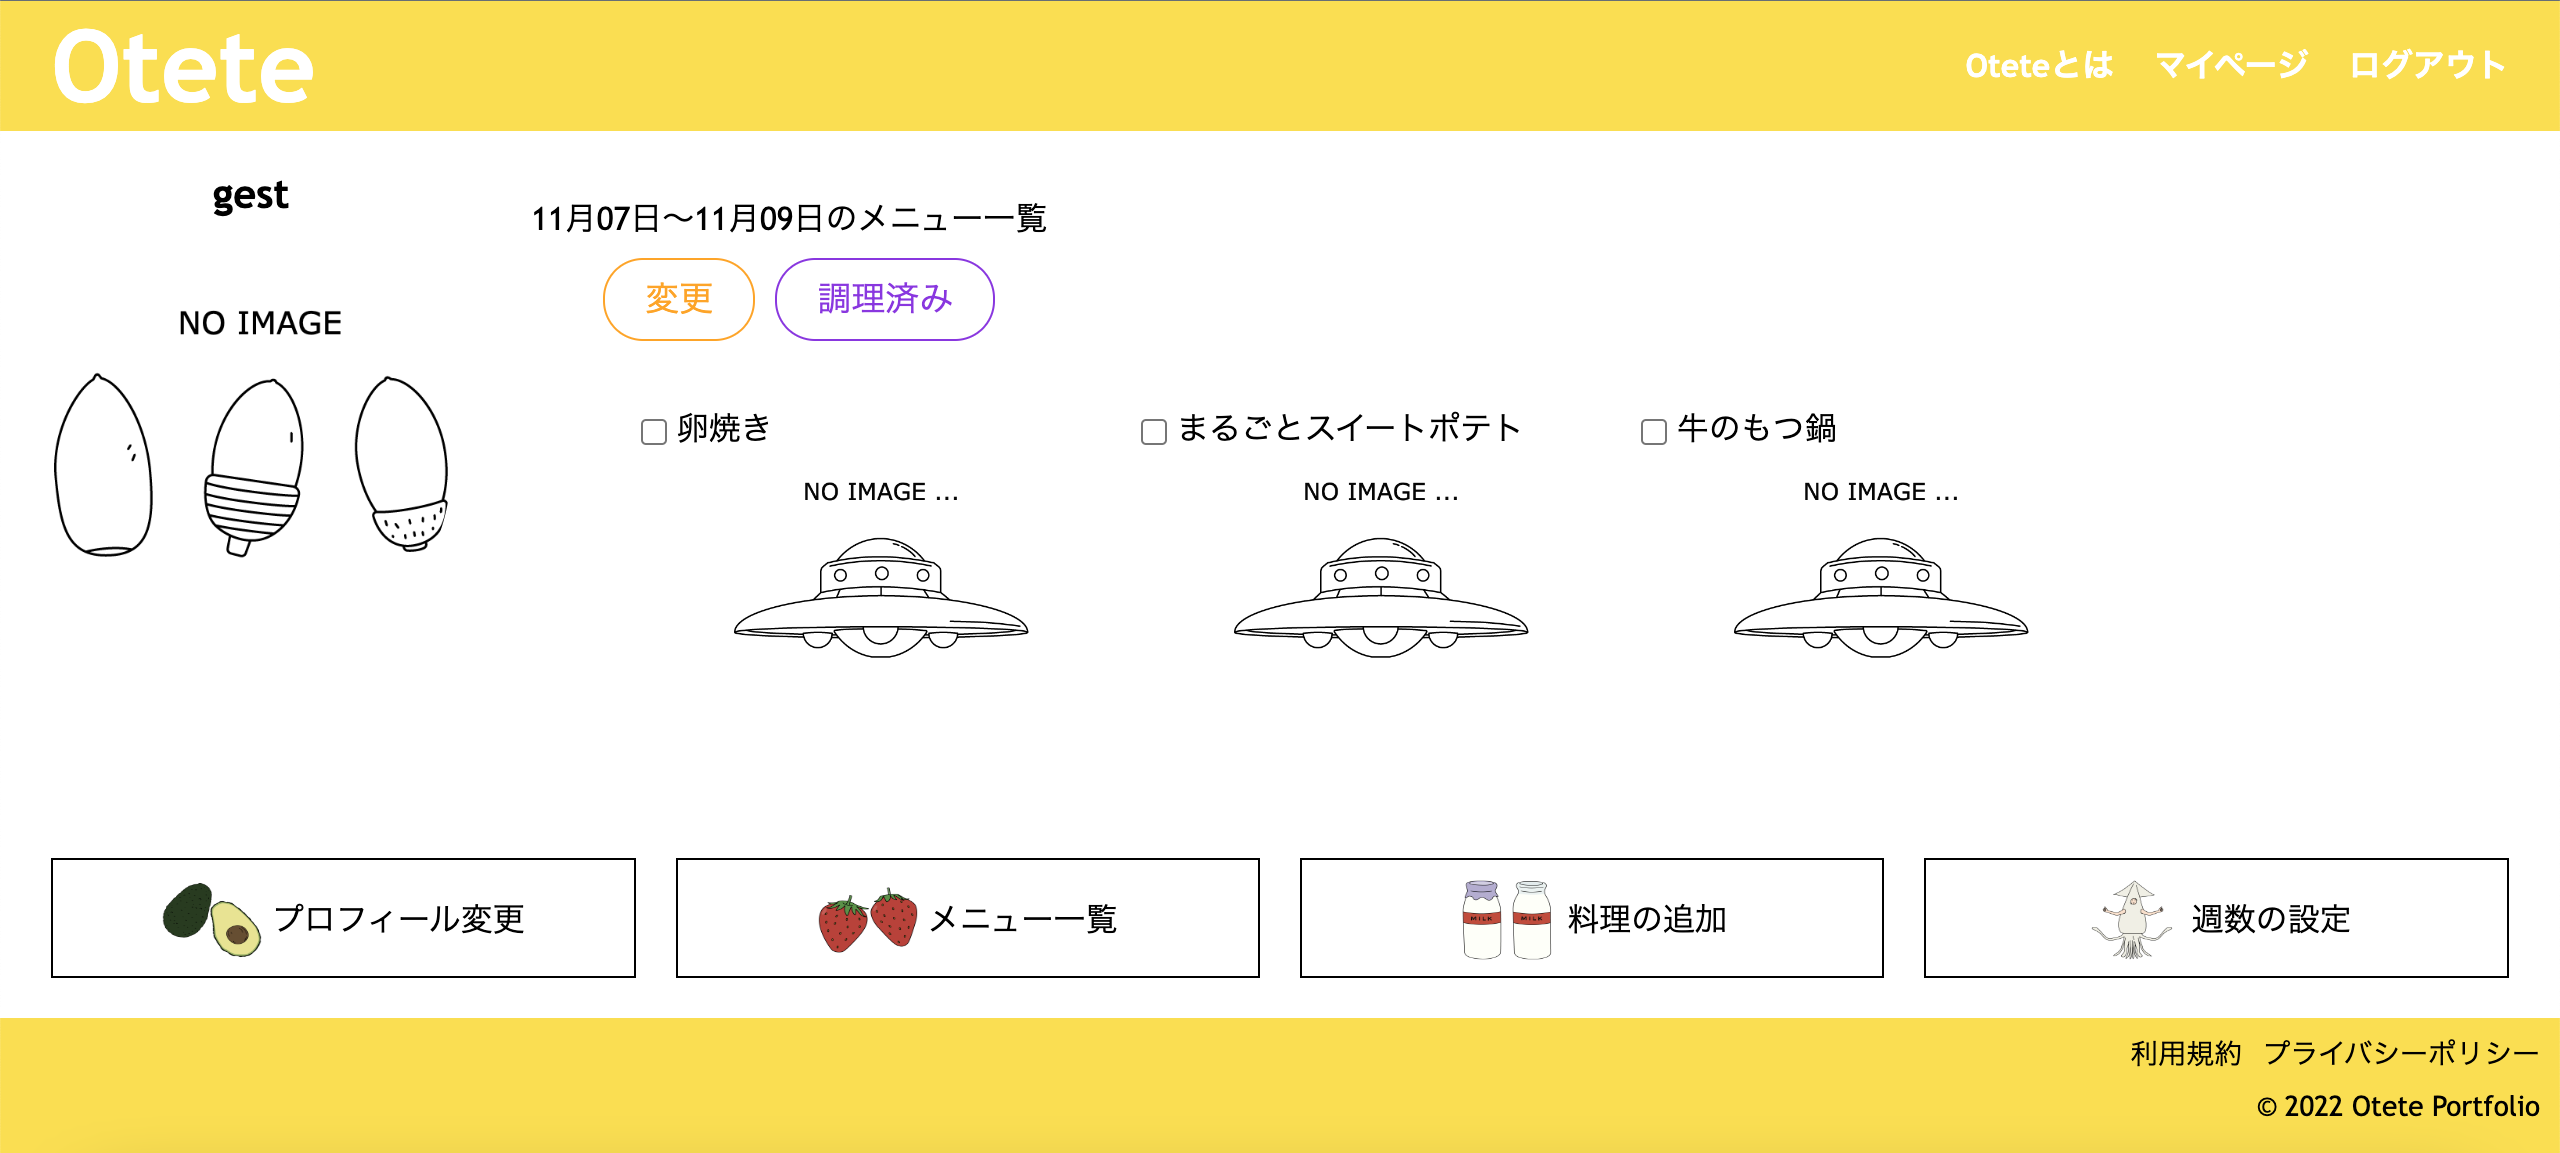 Otete
Oteteとは マイページ ログアウト
gest
NO IMAGE
11月07日〜11月09日のメニュー一覧
変更 調理済み
卵焼き
NO IMAGE ...
まるごとスイートポテト
NO IMAGE ...
牛のもつ鍋
NO IMAGE ...
プロフィール変更
メニュー一覧
MILK MILK 料理の追加
週数の設定
利用規約 プライバシーポリシー
© 2022 Otete Portfolio